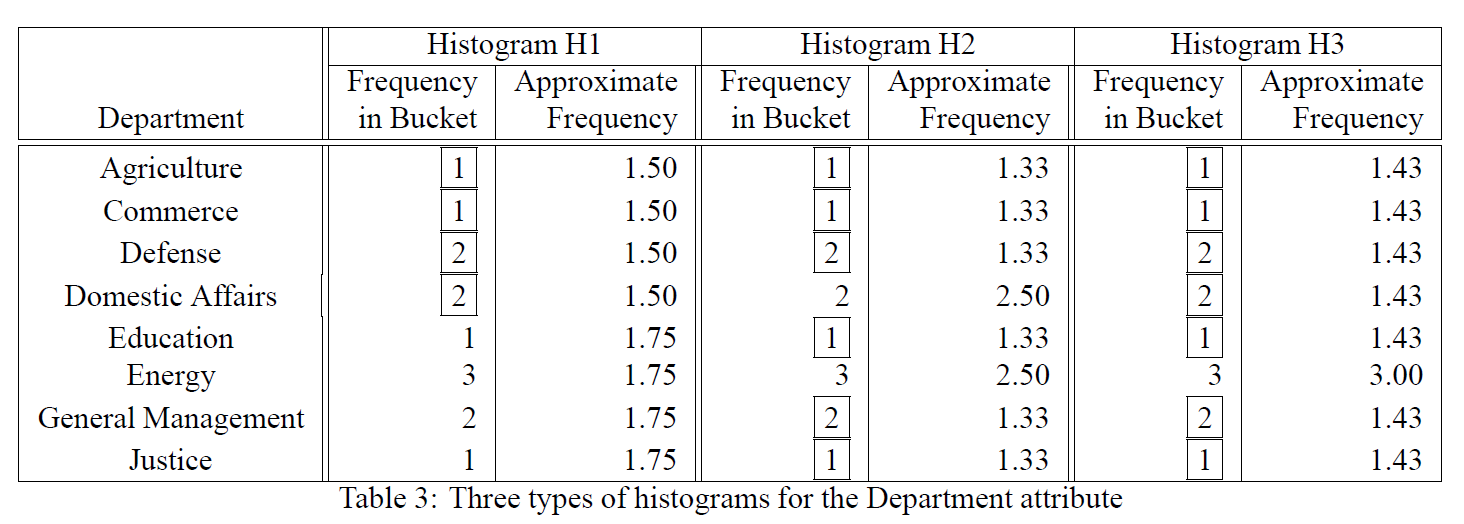 Histogram H1 Histogram H2 Histogram H3
Frequency Approximate Frequency Approximate Frequency Approximate
Department in Bucket Frequency in Bucket Frequency in Bucket Frequency
Agriculture 1 1.50 1 1.33 1 1.43
Commerce 1 1.50 1 1.33 1 1.43
Defense 2 1.50 2 1.33 2 1.43
Domestic Affairs 2 1.50 2 2.50 2 1.43
Education 1 1.75 1 1.33 1 1.43
Energy 3 1.75 3 2.50 3 3.00
General Management 2 1.75 2 1.33 2 1.43
Justice 1 1.75 1 1.33 1 1.43
Table 3: Three types of histograms for the Department attribute